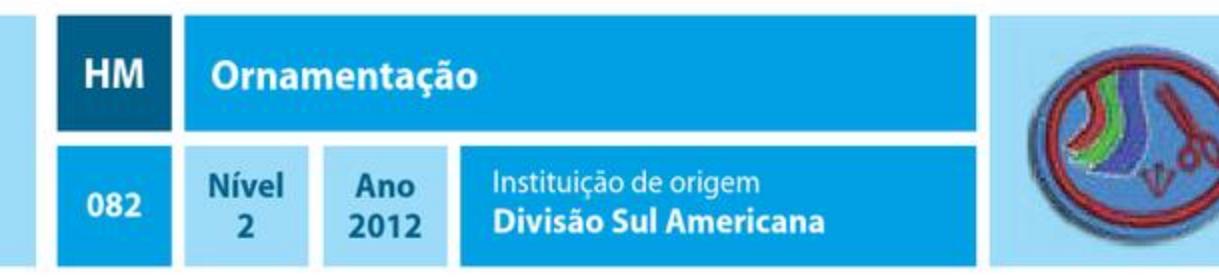 HM
Ornamentação
082
Nível
2
Ano
2012
Instituição de origem
Divisão Sul Americana